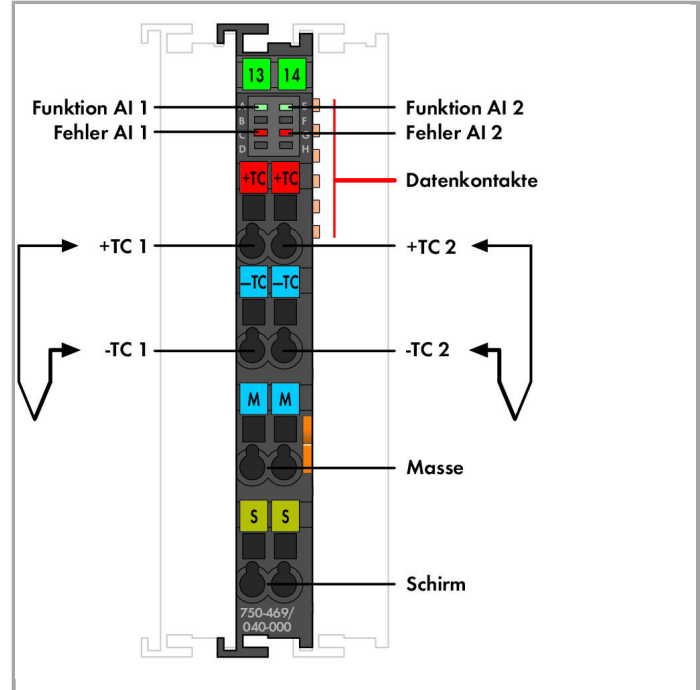 13 14
Funktion AI 1
A
E
Funktion AI 2
B
F
Fehler AI 1
C
G
Fehler AI 2
D
H
+TC +TC
Datenkontakte
+TC 1
+TC 2
–TC –TC
-TC 1
-TC 2
M M
Masse
S S
Schirm
750-469/
040-000